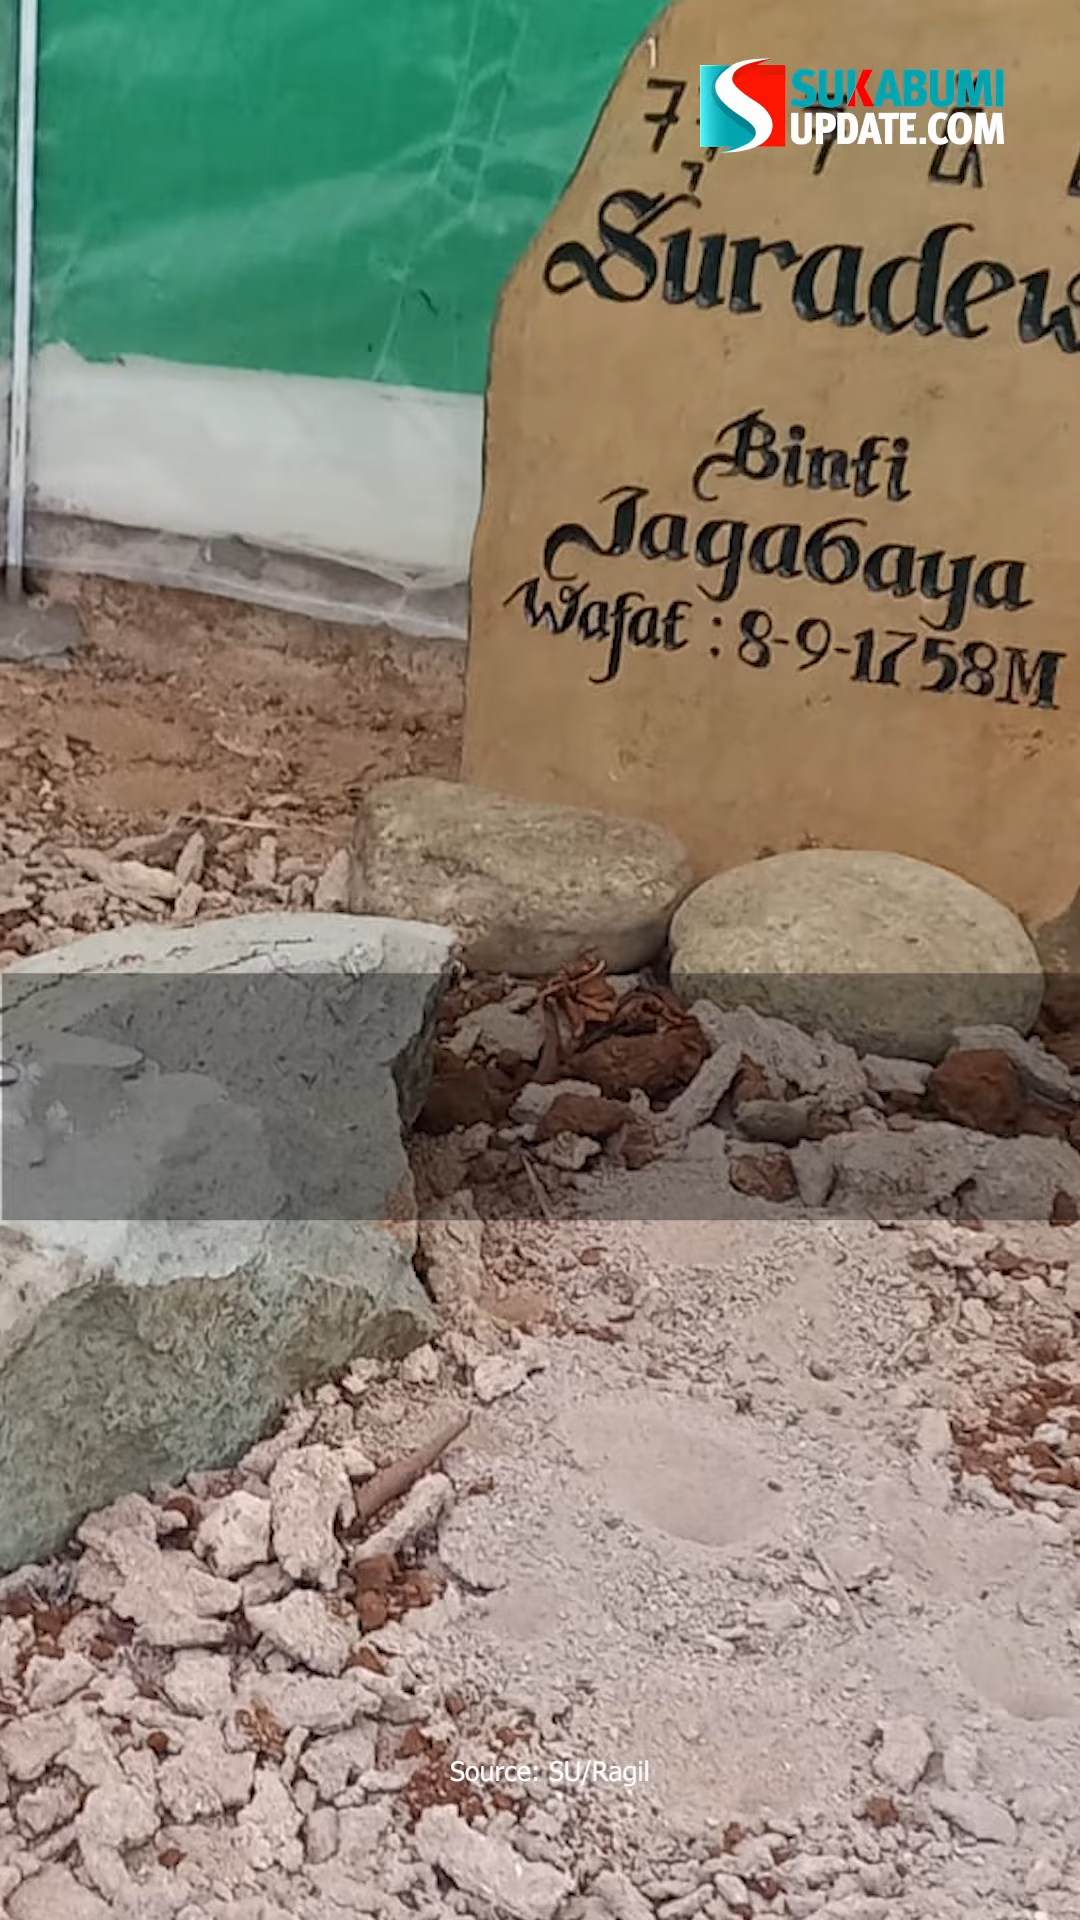 SUKABUMI
UPDATE.COM
Suradew
Binti
Jagabaya
Wafat : 8-9-1758M
Source: SU/Ragil